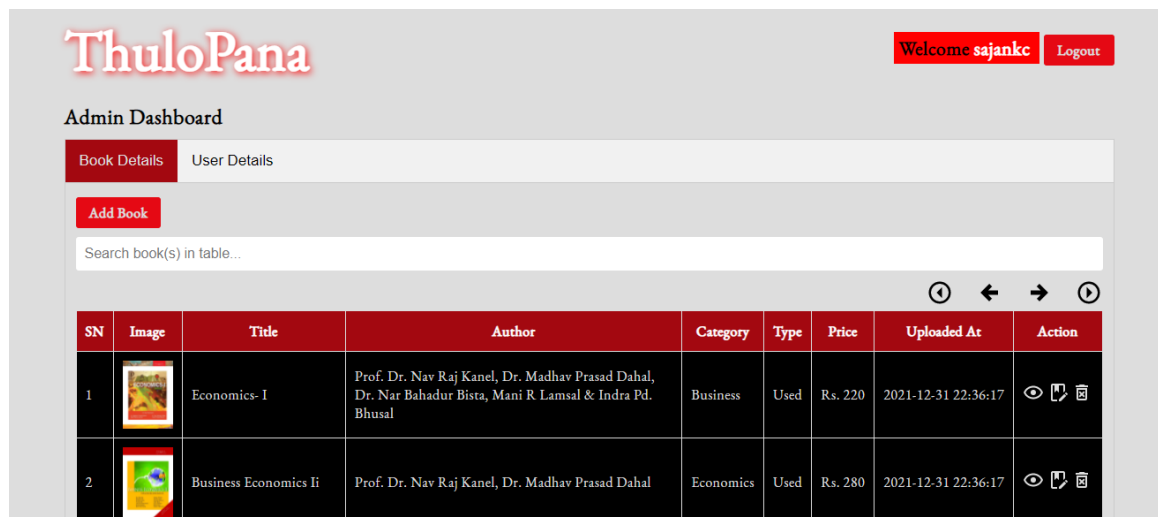 ThuloPana
Welcome sajankc Logout
Admin Dashboard
Book Details User Details
Add Book
Search book(s) in table...
SN Image Title Author Category Type Price Uploaded At Action
1 Economics- I Prof. Dr. Nav Raj Kanel, Dr. Madhav Prasad Dahal,
Dr. Nar Bahadur Bista, Mani R Lamsal & Indra Pd.
Bhusal Business Used Rs. 220 2021-12-31 22:36:17
2 Business Economics Ii Prof. Dr. Nav Raj Kanel, Dr. Madhav Prasad Dahal Economics Used Rs. 280 2021-12-31 22:36:17